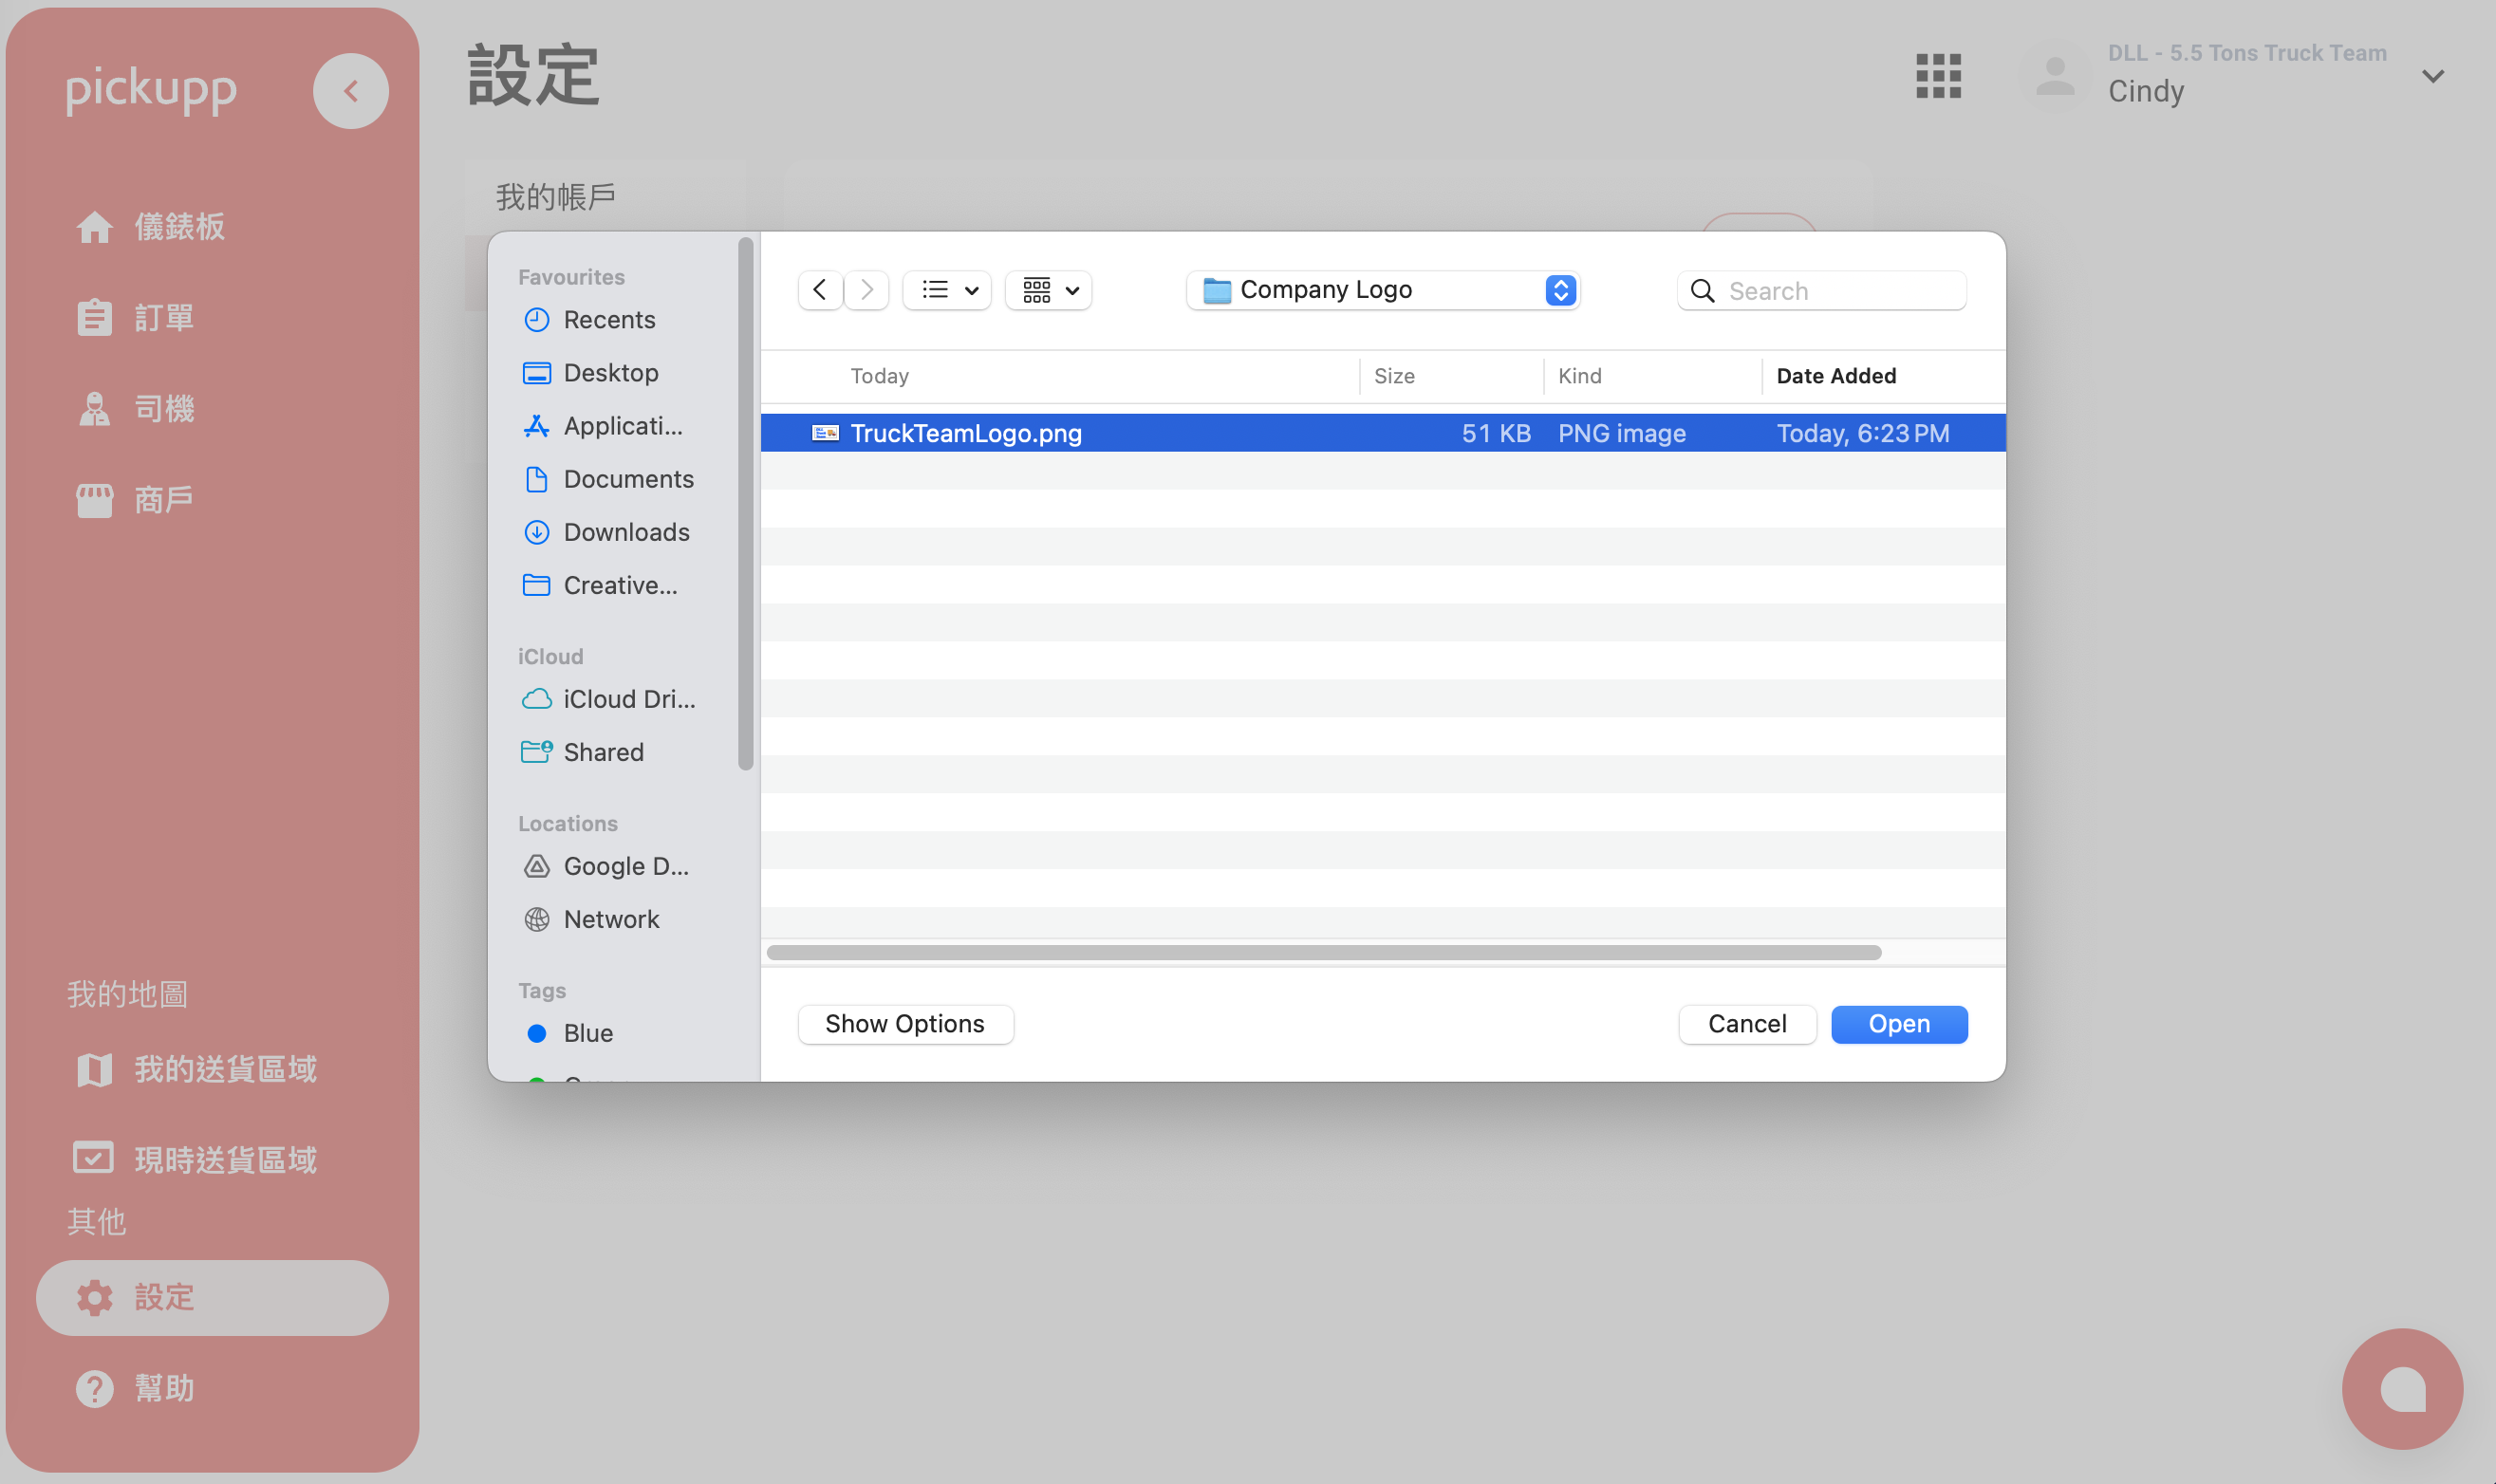 pickupp
儀錶板
訂單
司機
商戶
我的地圖
我的送貨區域
現時送貨區域
其他
設定
幫助
設定
DLL - 5.5 Tons Truck Team
Cindy
我的帳戶
Favourites
Recents
Desktop
Applicati...
Documents
Downloads
Creative...
iCloud
iCloud Dri...
Shared
Locations
Google D...
Network
Tags
Blue
Company Logo
Search
Today Size Kind Date Added
TruckTeamLogo.png 51 KB PNG image Today, 6:23 PM
Show Options
Cancel
Open